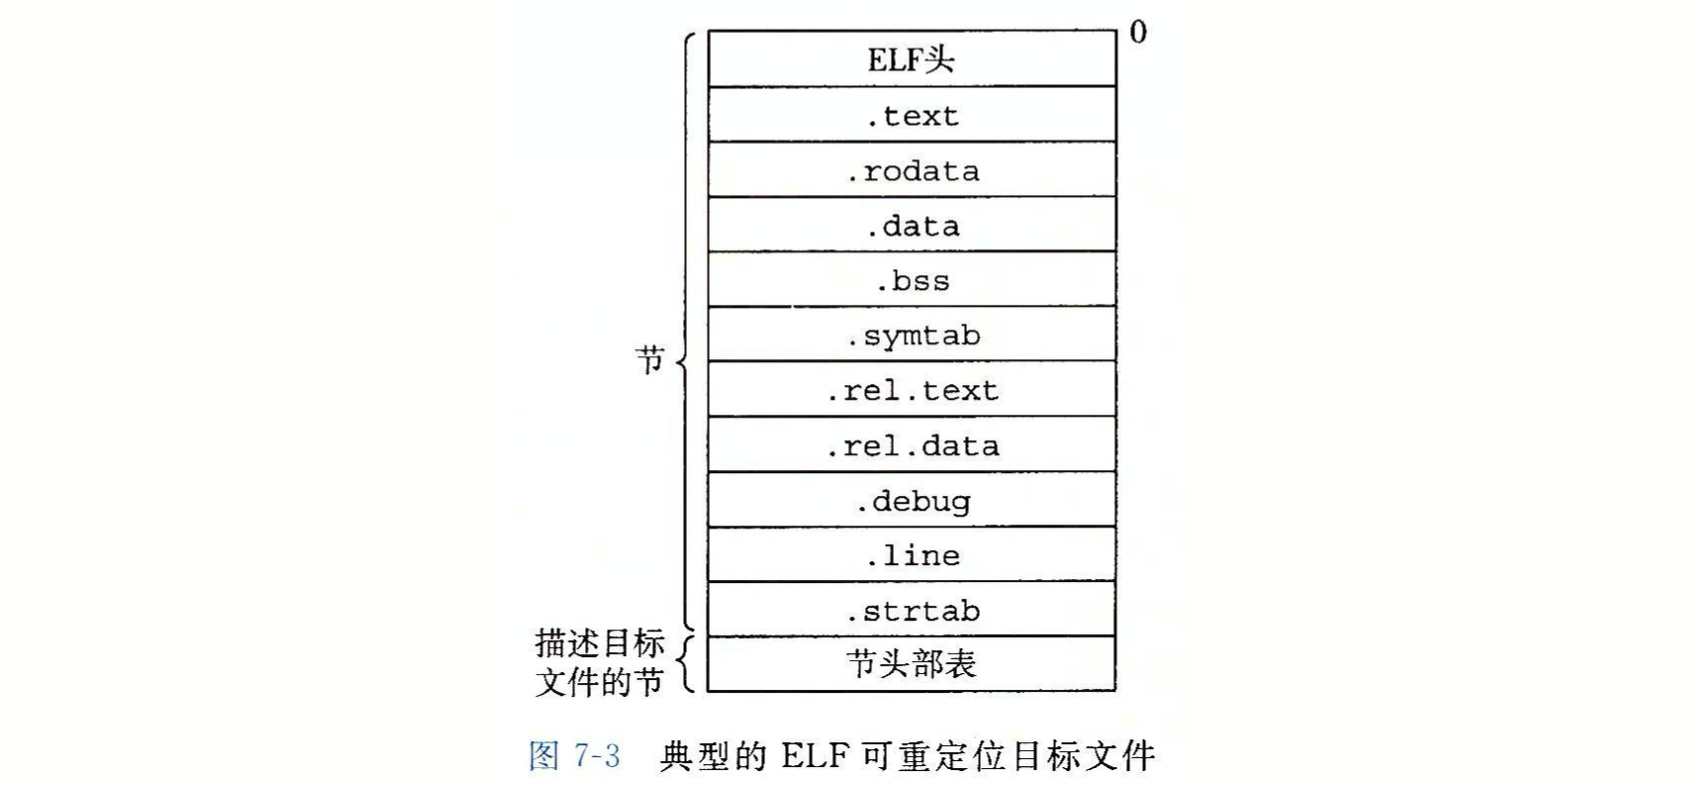 0
ELF头
.text
.rodata
.data
.bss
.symtab
节
.rel.text
.rel.data
.debug
.line
.strtab
描述目标
文件的节
节头部表
图 7-3 典型的 ELF 可重定位目标文件